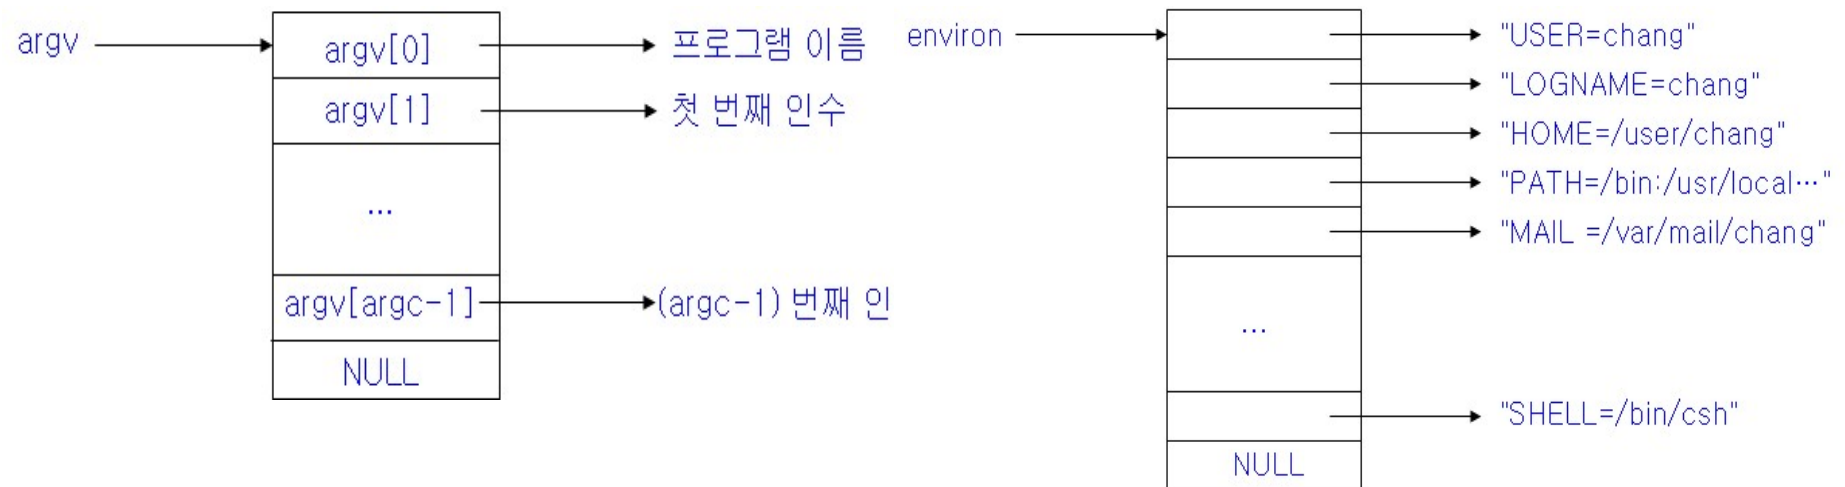 argv
argv[0]
프로그램 이름
argv[1]
첫 번째 인수
...
argv[argc-1]
(argc-1) 번째 인
NULL
environ
"USER=chang"
"LOGNAME=chang"
"HOME=/user/chang"
"PATH=/bin:/usr/local…"
"MAIL =/var/mail/chang"
...
"SHELL=/bin/csh"
NULL